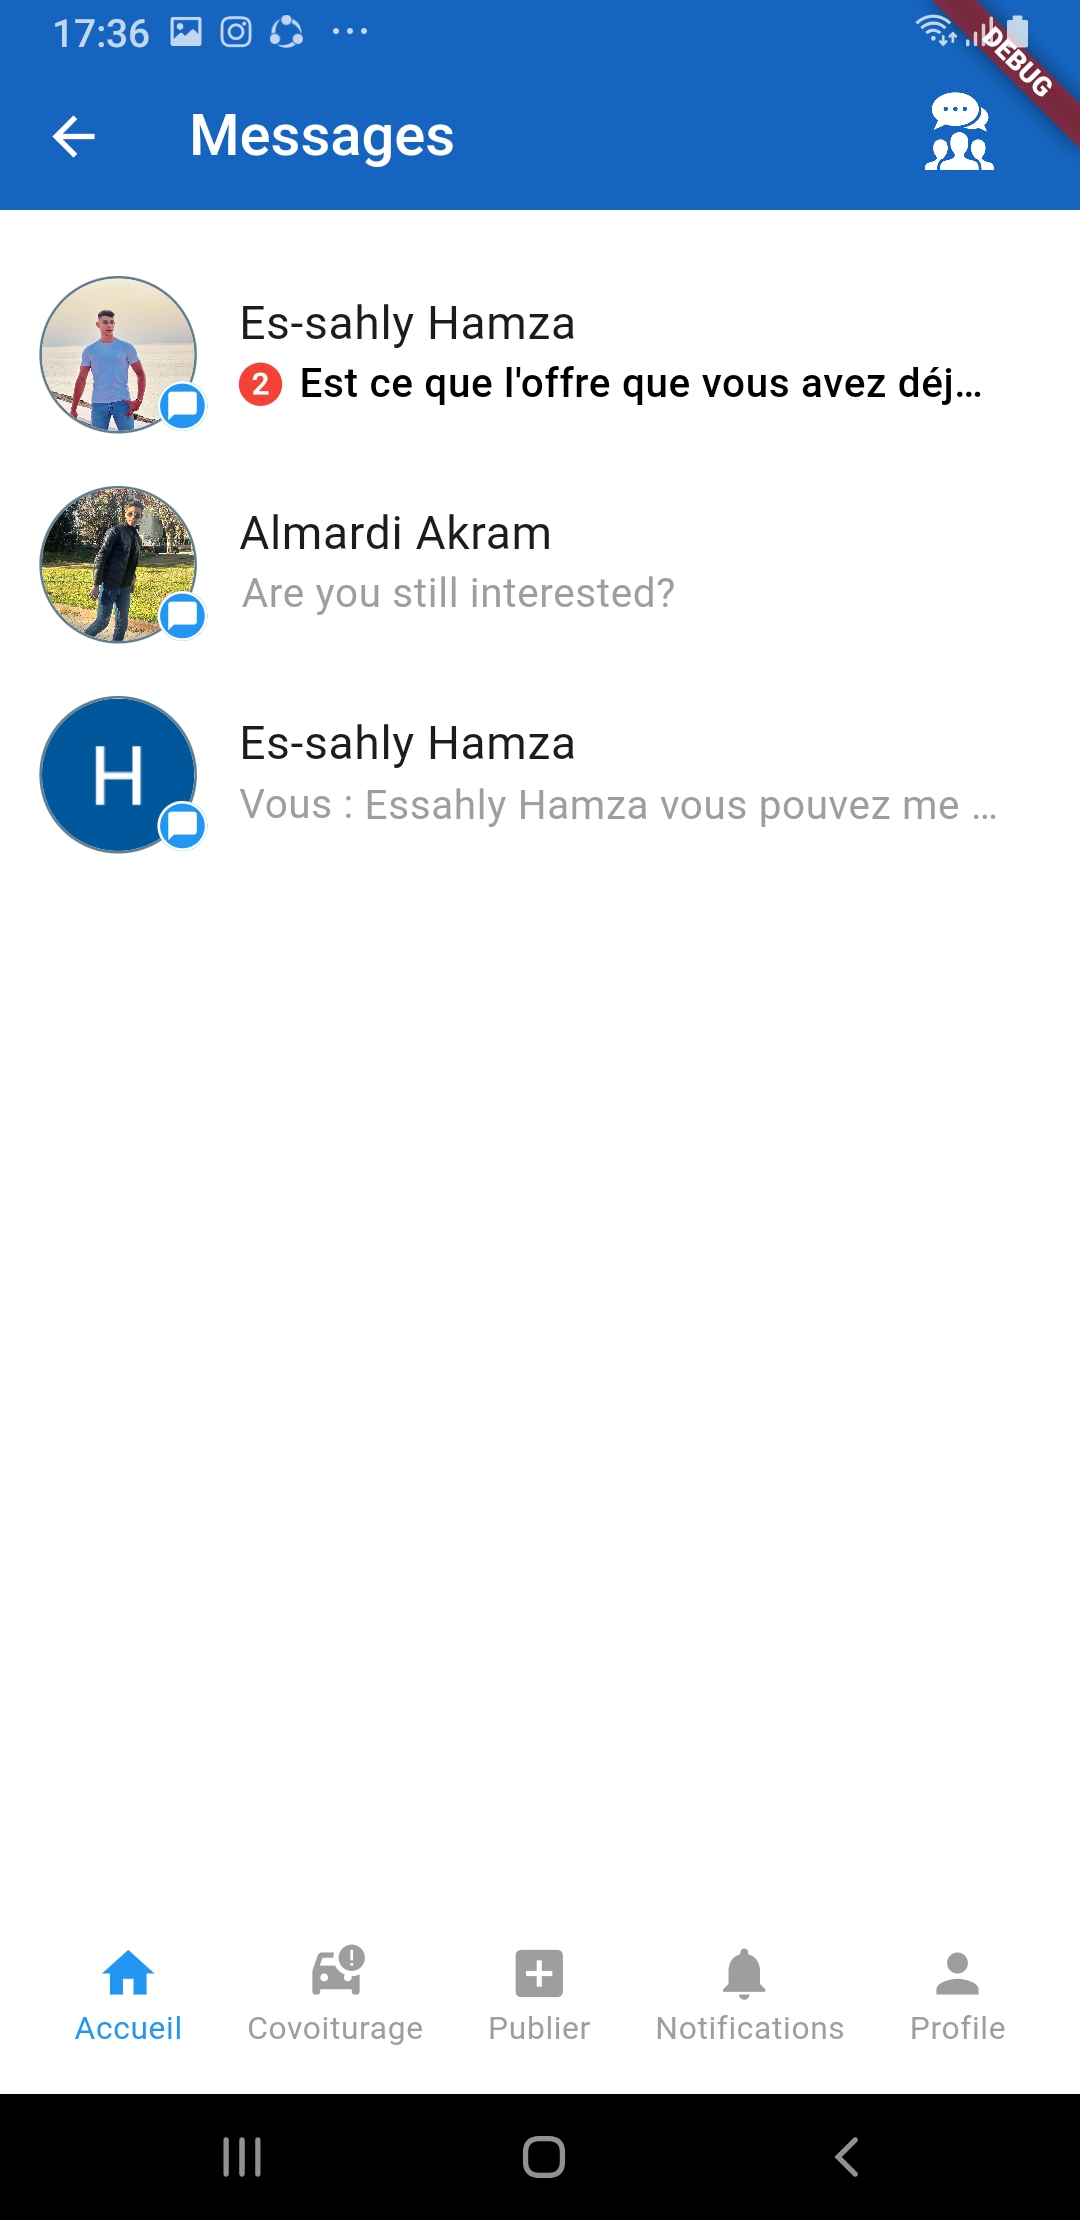 17:36
DEBUG
Messages
Es-sahly Hamza
2 Est ce que l'offre que vous avez déj...
Almardi Akram
Are you still interested?
H
Es-sahly Hamza
Vous : Essahly Hamza vous pouvez me ...
Accueil Covoiturage Publier Notifications Profile